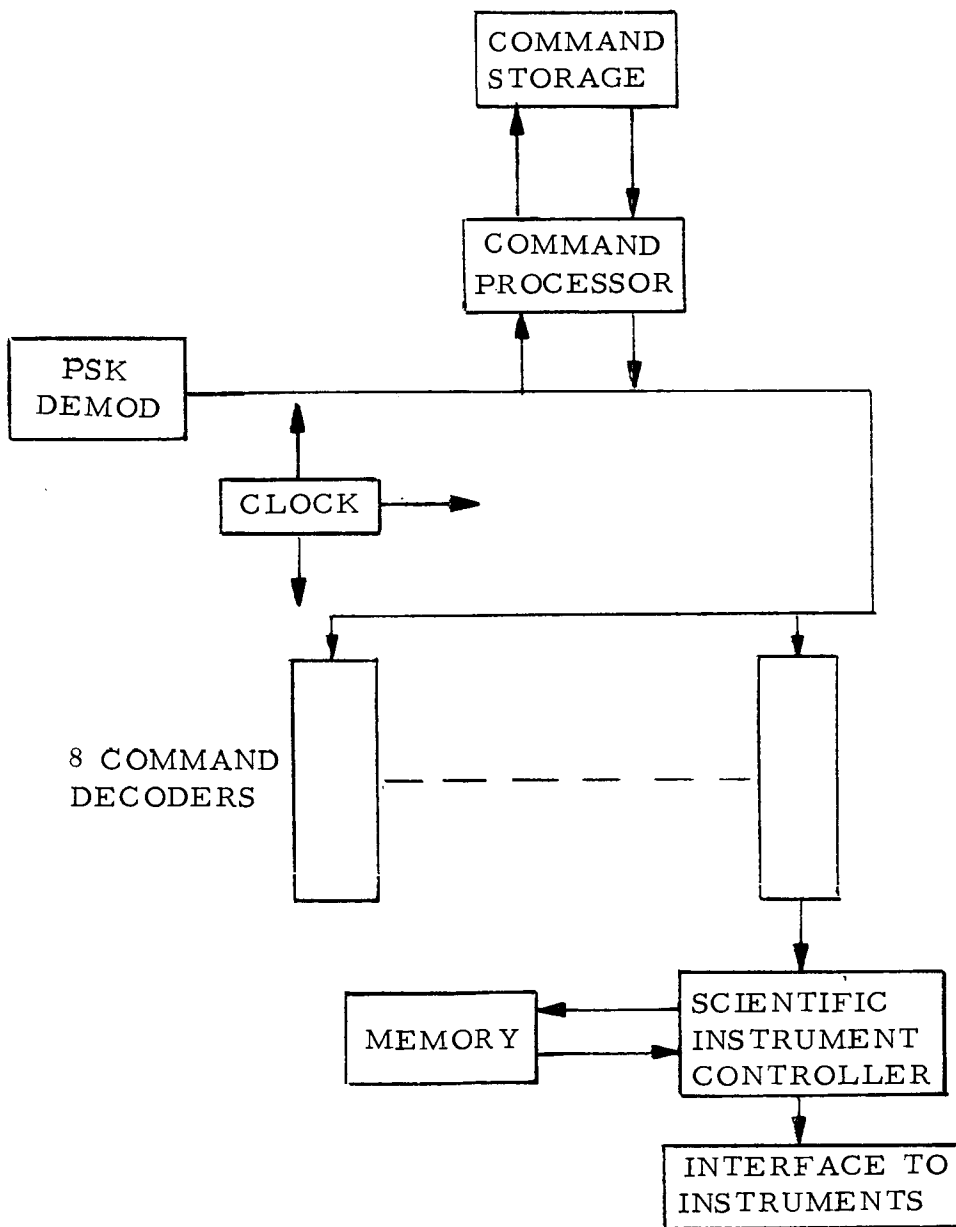 COMMAND
STORAGE
COMMAND
PROCESSOR
PSK
DEMOD
CLOCK
8 COMMAND
DECODERS
MEMORY
SCIENTIFIC
INSTRUMENT
CONTROLLER
INTERFACE TO
INSTRUMENTS